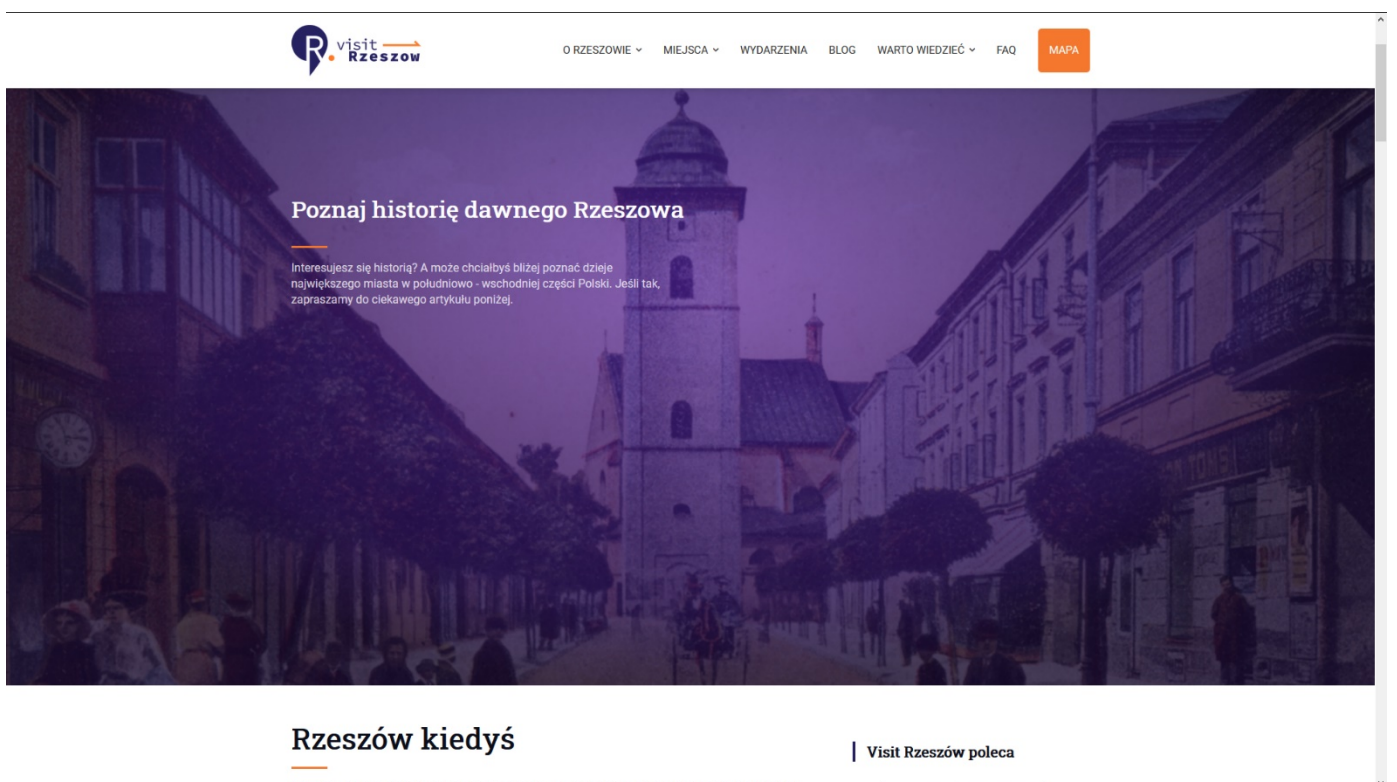 visit
Rzeszow
O RZESZOWIE
MIEJSCA
WYDARZENIA
BLOG
WARTO WIEDZIEĆ
FAQ
MAPA
Poznaj historię dawnego Rzeszowa
Interesujesz się historią? A może chciałbyś bliżej poznać dzieje
największego miasta w południowo - wschodniej części Polski. Jeśli tak,
zapraszamy do ciekawego artykułu poniżej.
Rzeszów kiedyś
Visit Rzeszów poleca